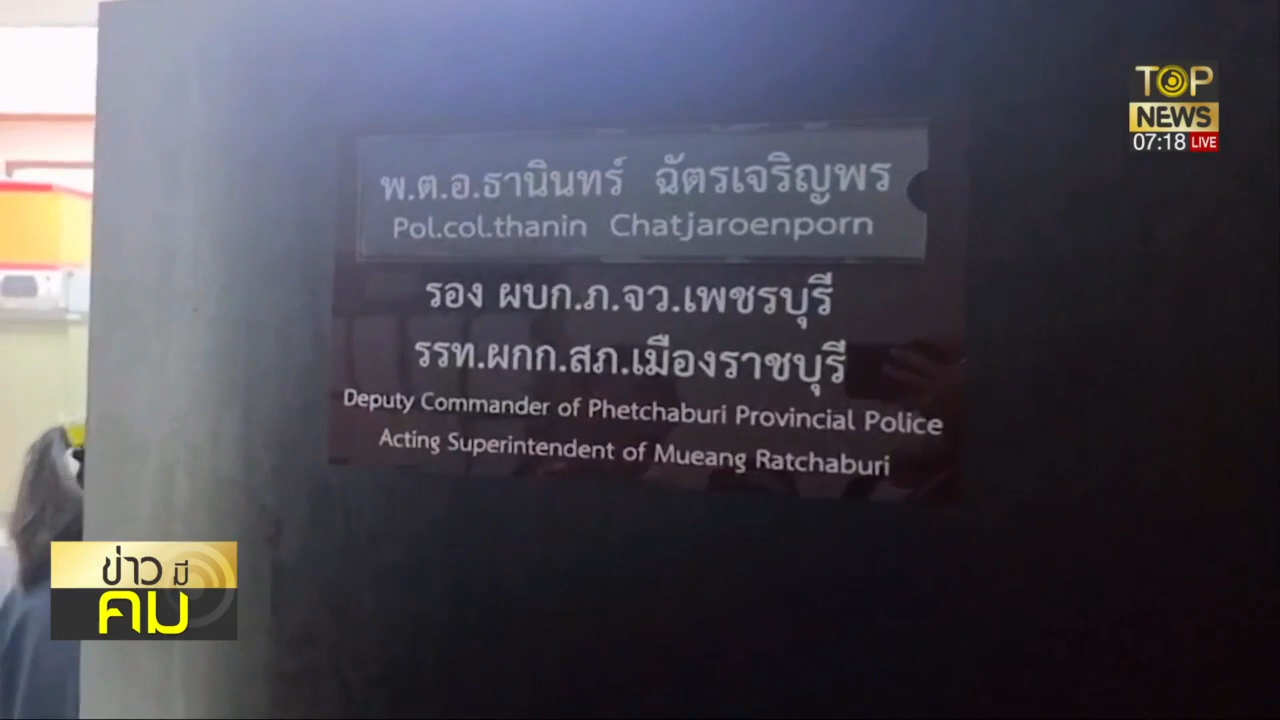 TOP
NEWS
07:18 LIVE
พ.ต.อ.ธานินทร์ ฉัตรเจริญพร
Pol.col.thanin Chatjaroenporn
รอง ผบก.ภ.จว.เพชรบุรี
รรท.ผกก.สภ.เมืองราชบุรี
Deputy Commander of Phetchaburi Provincial Police
Acting Superintendent of Mueang Ratchaburi
ข่าวมี
คม